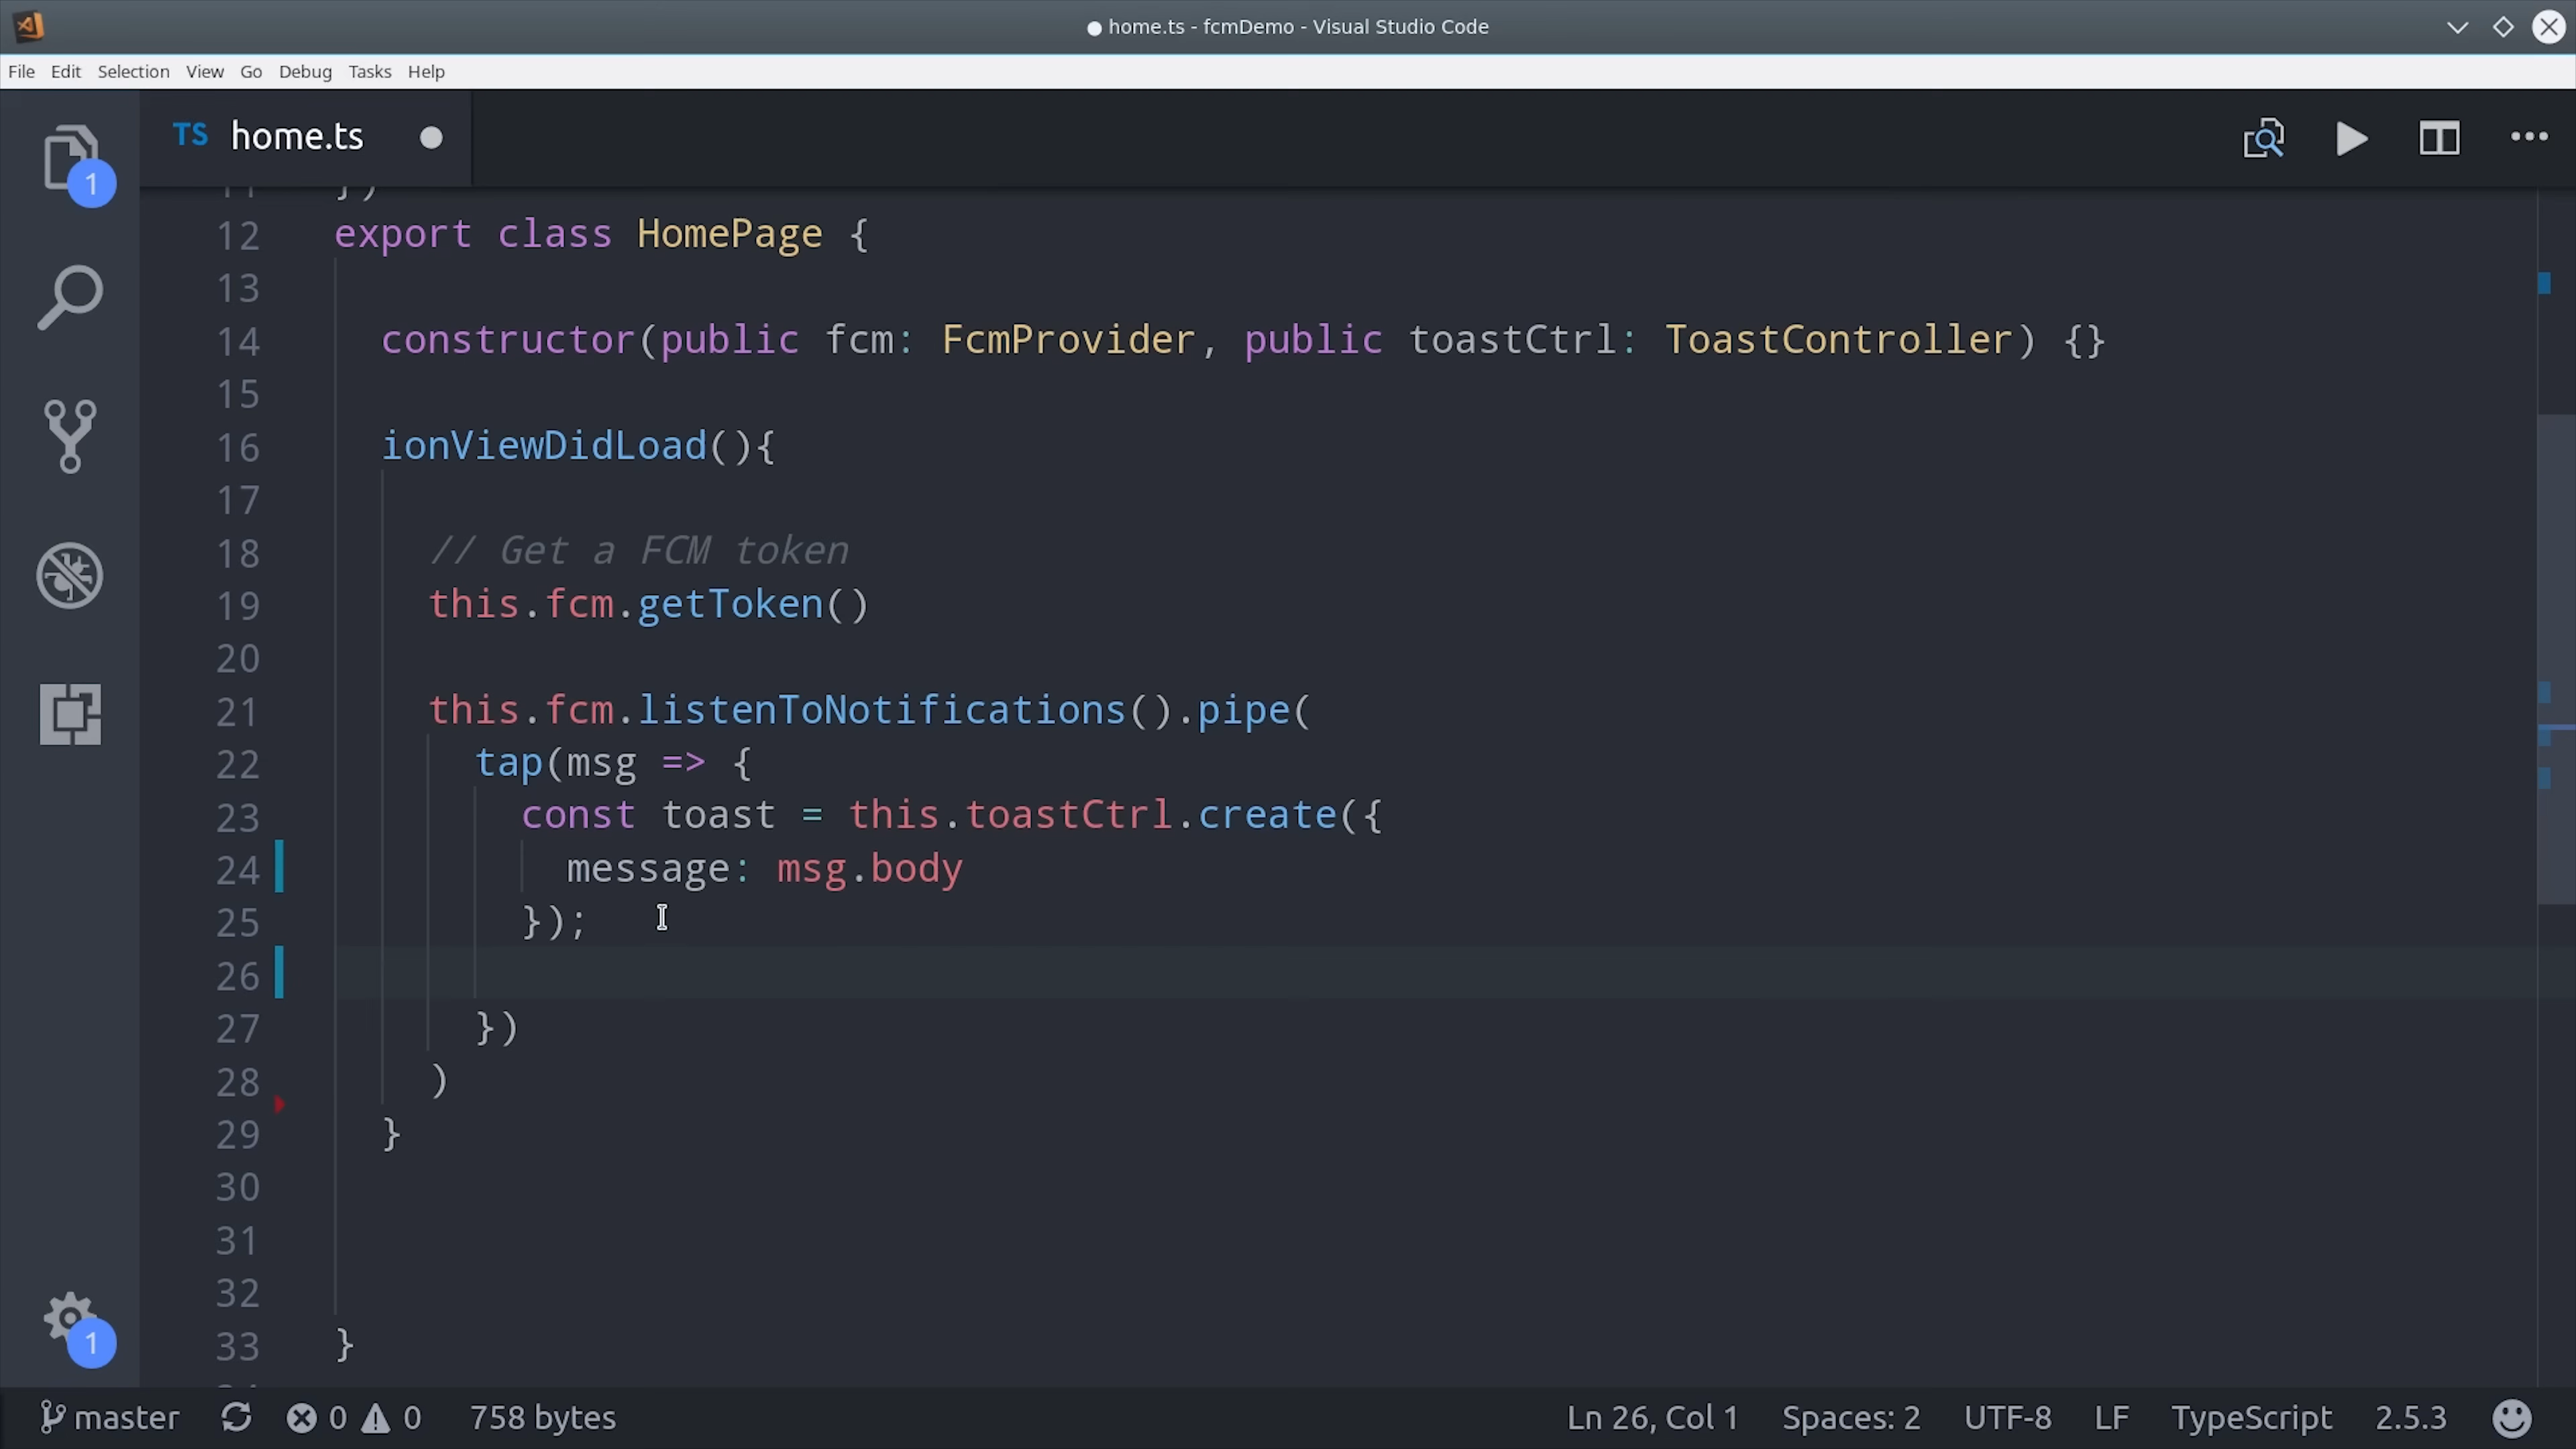 home.ts - fcmDemo - Visual Studio Code
File Edit Selection View Go Debug Tasks Help
TS home.ts
1
})
12 export class HomePage {
13
14 constructor(public fcm: FcmProvider, public toastCtrl: ToastController) {}
15
16 ionViewDidLoad(){
17
18 // Get a FCM token
19 this.fcm.getToken()
20
21 this.fcm.listenToNotifications().pipe(
22 tap(msg => {
23 const toast = this.toastCtrl.create({
24 message: msg.body
25 });
26
27 })
28 )
29 }
30
31
32
33 }
1
master 0 0 758 bytes Ln 26, Col 1 Spaces: 2 UTF-8 LF TypeScript 2.5.3